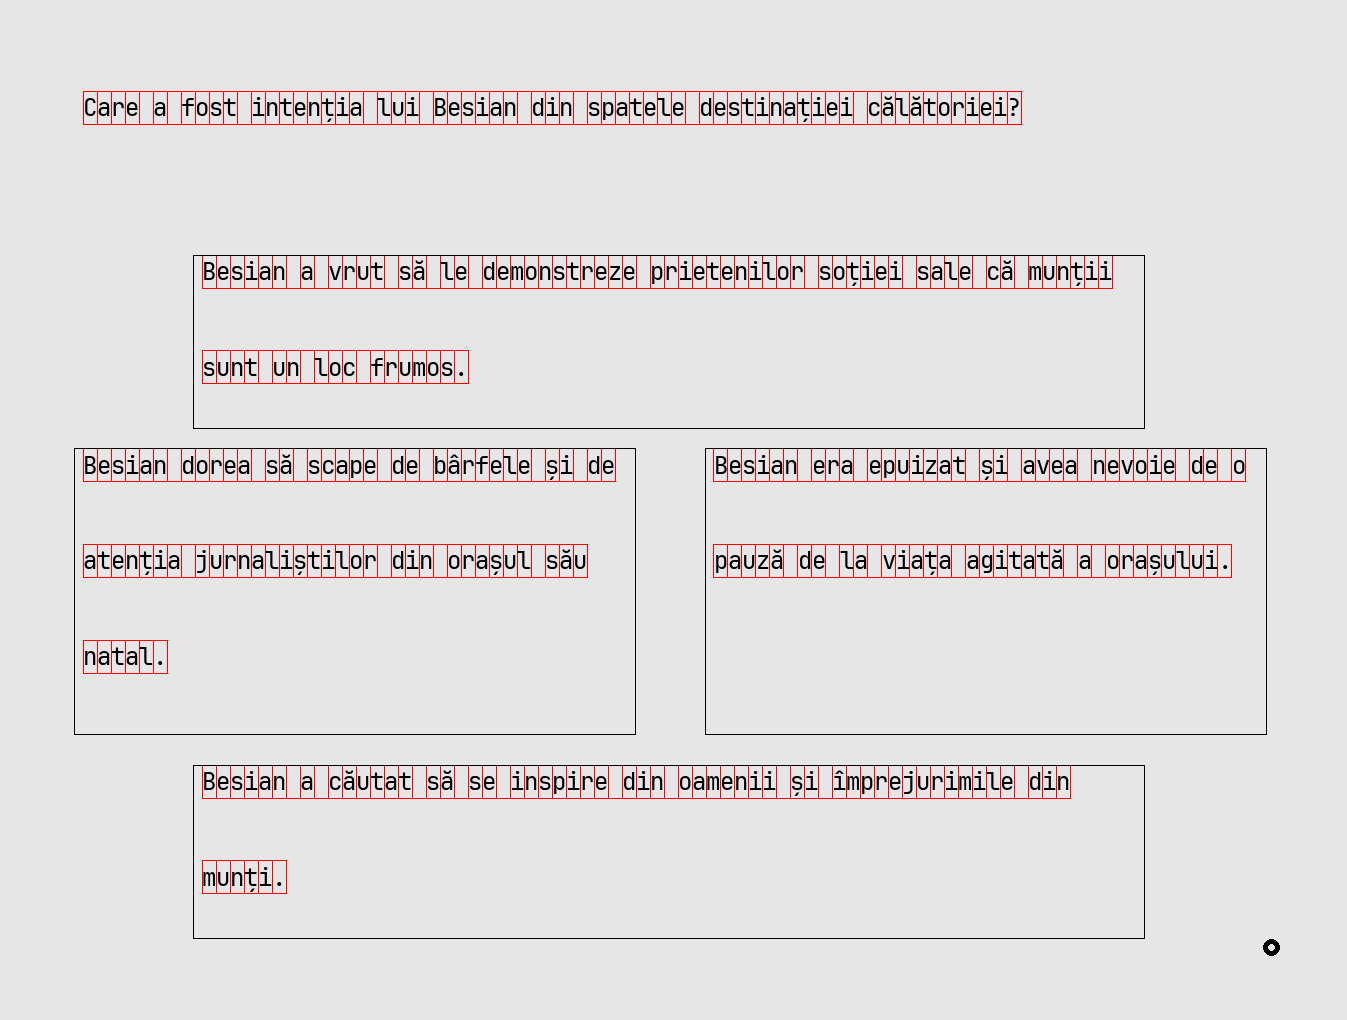 Care a fost intenția lui Besian din spatele destinației călătoriei?
Besian a vrut să le demonstreze prietenilor soției sale că munții
sunt un loc frumos.
Besian dorea să scape de bârfele și de
atenția jurnaliștilor din orașul său
natal.
Besian era epuizat și avea nevoie de o
pauză de la viața agitată a orașului.
Besian a căutat să se inspire din oamenii și împrejurimile din
munți.